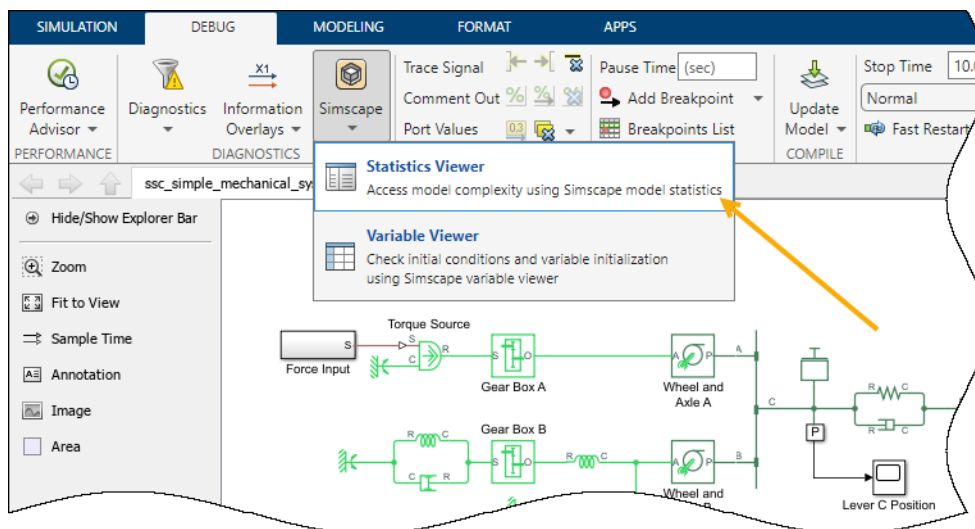 SIMULATION DEBUG MODELING FORMAT APPS
Performance Advisor
Diagnostics
Information Overlays
Simscape
Trace Signal
Comment Out
Port Values
Pause Time (sec)
Add Breakpoint
Breakpoints List
Update Model
Stop Time 10.
Normal
Fast Restart
PERFORMANCE DIAGNOSTICS COMPILE
ssc_simple_mechanical_sy
Statistics Viewer
Access model complexity using Simscape model statistics
Variable Viewer
Check initial conditions and variable initialization
using Simscape variable viewer
Hide/Show Explorer Bar
Zoom
Fit to View
Sample Time
Annotation
Image
Area
Torque Source
S S C R
Force Input
S O
Gear Box A
A P A
Wheel and
Axle A
C
R C
P
R C
Lever C Position
R C
C R
Gear Box B
S O
R C
A P B
Wheel and